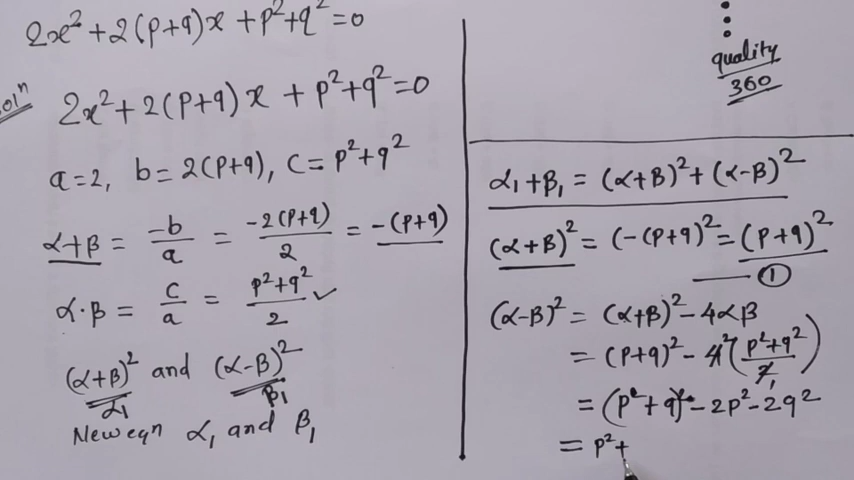 2x²+2(p+q)x+p²+q²=0
Solⁿ
2x²+2(p+q)x+p²+q²=0
a=2, b=2(p+q), c=p²+q²
α+β = -b/a = -2(p+q)/2 = -(p+q)
α·β = c/a = p²+q²/2 ✓
(α+β)² and (α-β)²
α₁ β₁
New eqn α₁ and β₁
quality
360
α₁+β₁ = (α+β)²+(α-β)²
(α+β)² = (-(p+q)² = (p+q)²
①
(α-β)² = (α+β)²-4αβ
= (p+q)²-4²(p²+q²/2₁)
= (p²+q)²-2p²-2q²
= p²+